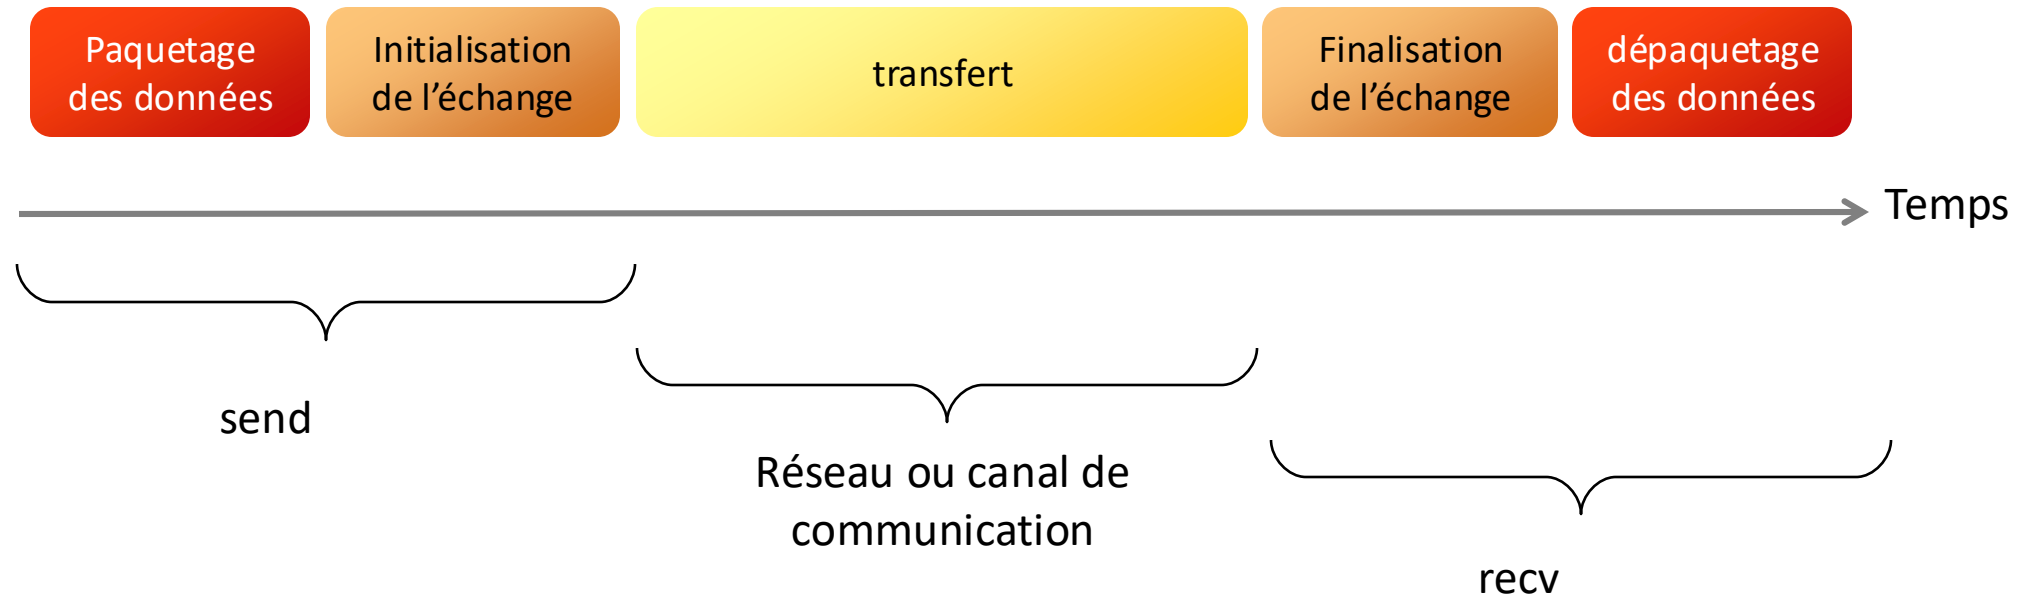 Paquetage
des données
Initialisation
de l’échange
transfert
Finalisation
de l’échange
dépaquetage
des données
Temps
send
Réseau ou canal de
communication
recv